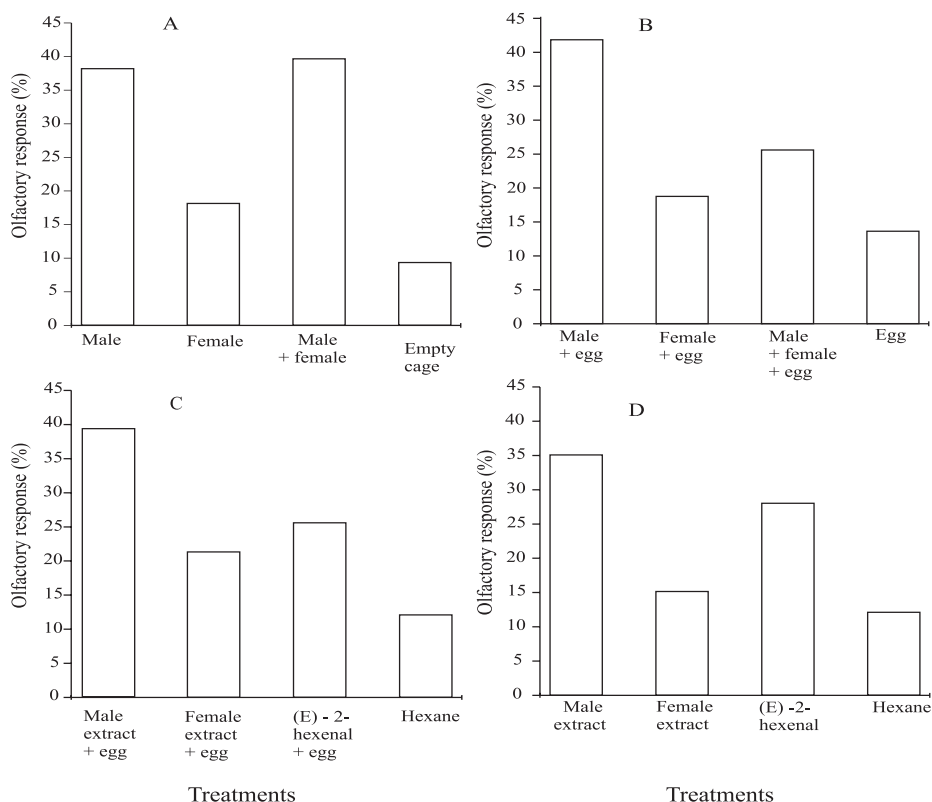 A
Olfactory response (%)
45
40
35
30
25
20
15
10
5
0
Male
Female
Male
+ female
Empty
cage
B
Olfactory response (%)
45
40
35
30
25
20
15
10
5
0
Male
+ egg
Female
+ egg
Male
+ female
+ egg
Egg
C
Olfactory response (%)
45
40
35
30
25
20
15
10
5
0
Male
extract
+ egg
Female
extract
+ egg
(E) - 2-
hexenal
+ egg
Hexane
Treatments
D
Olfactory response (%)
45
40
35
30
25
20
15
10
5
0
Male
extract
Female
extract
(E) -2-
hexenal
Hexane
Treatments